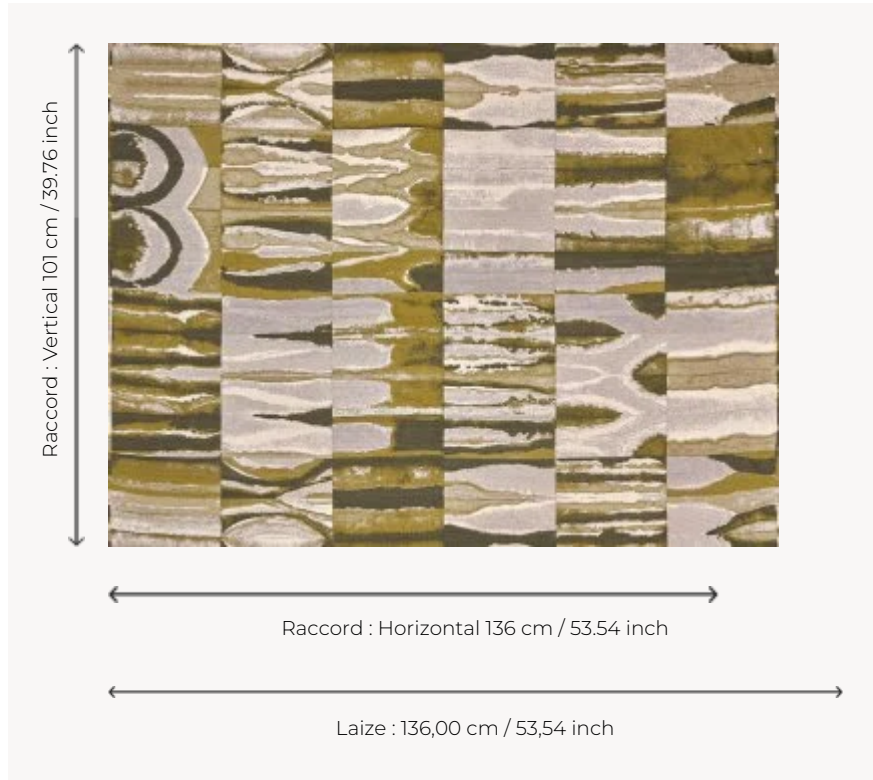 Raccord : Vertical 101 cm / 39.76 inch
Raccord : Horizontal 136 cm / 53.54 inch
Laize : 136,00 cm / 53,54 inch